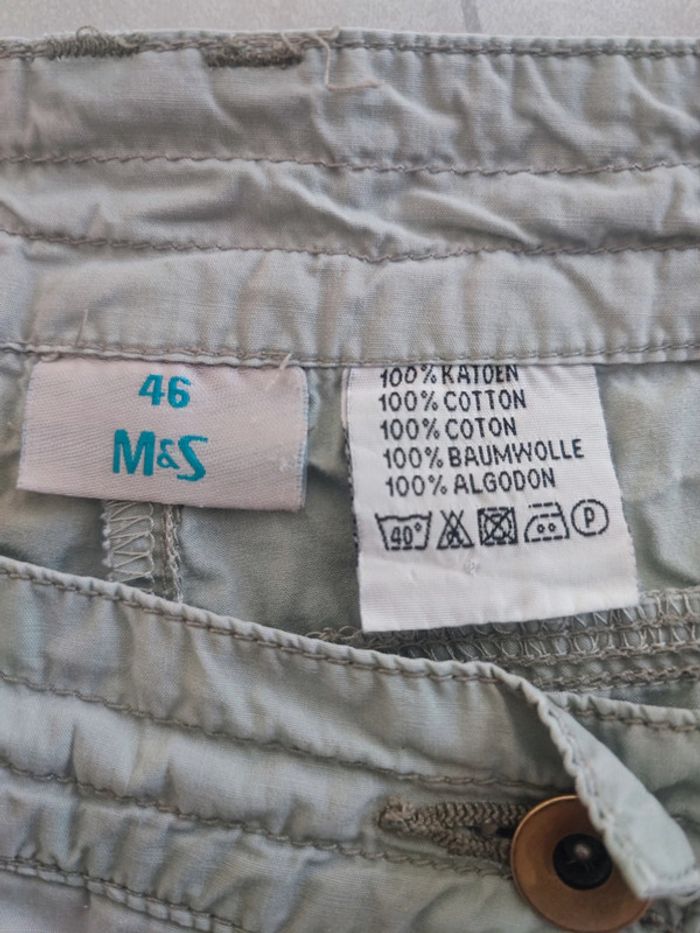 46
M&S
100% KATOEN
100% COTTON
100% COTON
100% BAUMWOLLE
100% ALGODON
40° P